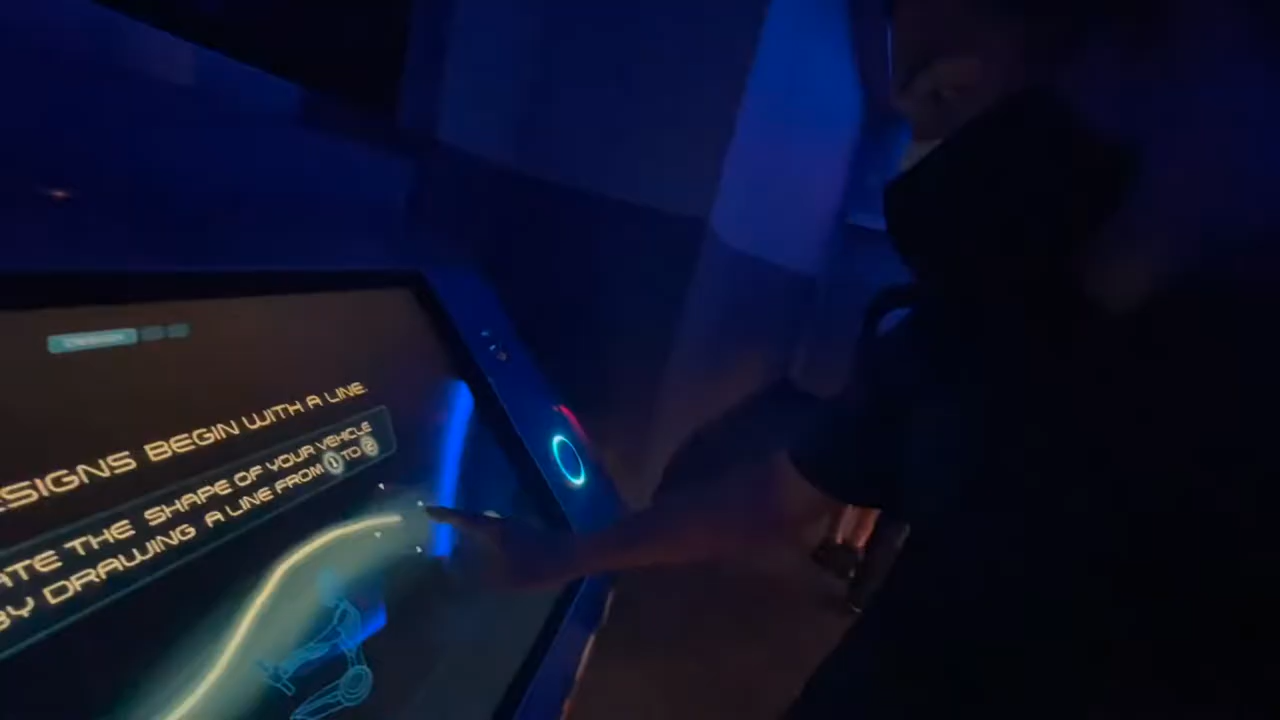 ESIGNS BEGIN WITH A LINE.
ATE THE SHAPE OF YOUR VEHICLE
BY DRAWING A LINE FROM 1 TO 2